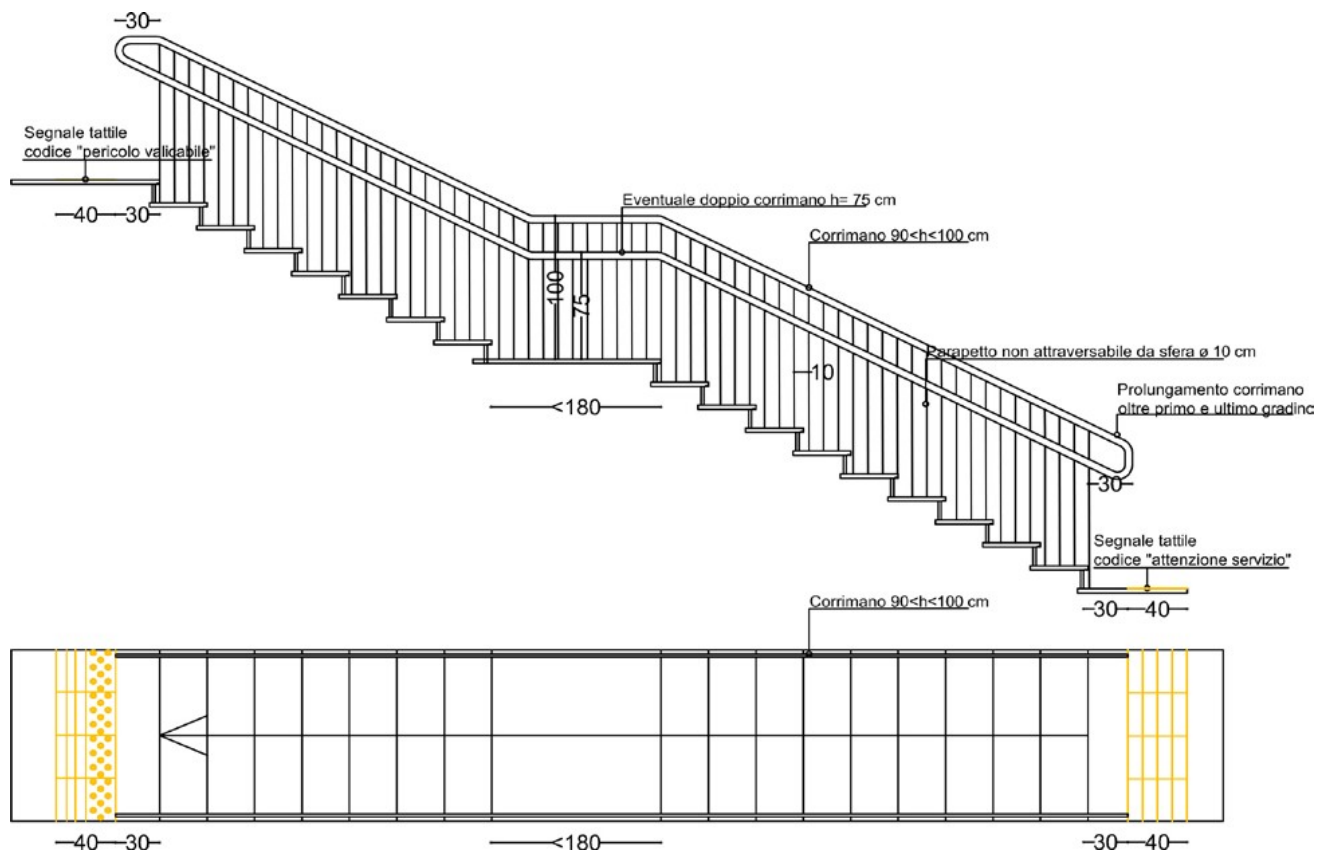 30
Segnale tattile
codice "pericolo valicabile"
40 30
Eventuale doppio corrimano h= 75 cm
Corrimano 90<h<100 cm
100
75
Parapetto non attraversabile da sfera ø 10 cm
10
Prolungamento corrimano
oltre primo e ultimo gradinc
<180
30
Segnale tattile
codice "attenzione servizio"
Corrimano 90<h<100 cm
30 40
40 30
<180
30 40